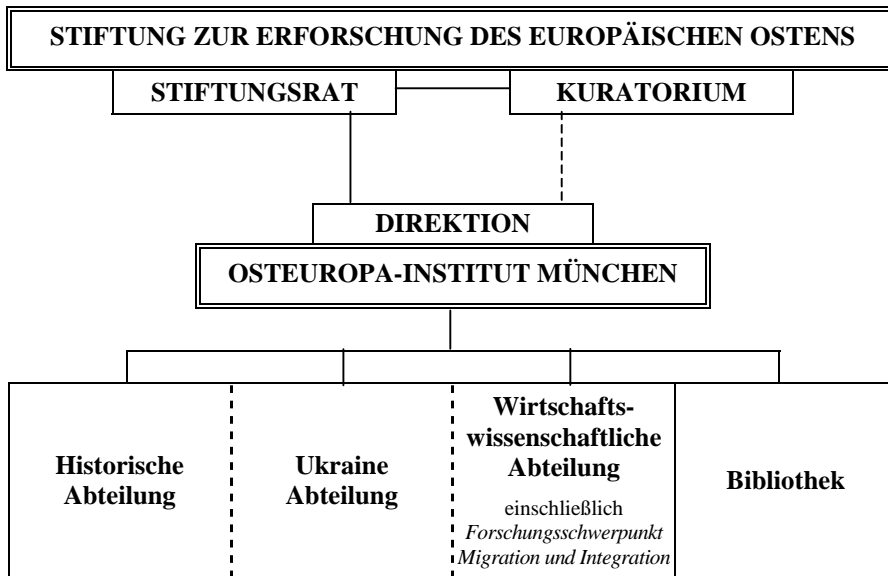 STIFTUNG ZUR ERFORSCHUNG DES EUROPÄISCHEN OSTENS
STIFTUNGSRAT
KURATORIUM
DIREKTION
OSTEUROPA-INSTITUT MÜNCHEN
Historische
Abteilung
Ukraine
Abteilung
Wirtschafts-
wissenschaftliche
Abteilung
einschließlich
Forschungsschwerpunkt
Migration und Integration
Bibliothek